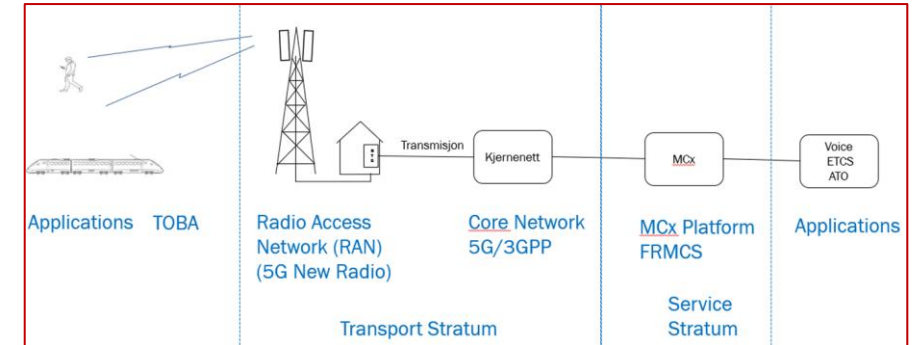 Transmisjon
Kjernenett
MCx
Voice
ETCS
ATO
Applications TOBA
Radio Access
Network (RAN)
(5G New Radio)
Core Network
5G/3GPP
MCx Platform
FRMCS
Applications
Transport Stratum
Service
Stratum